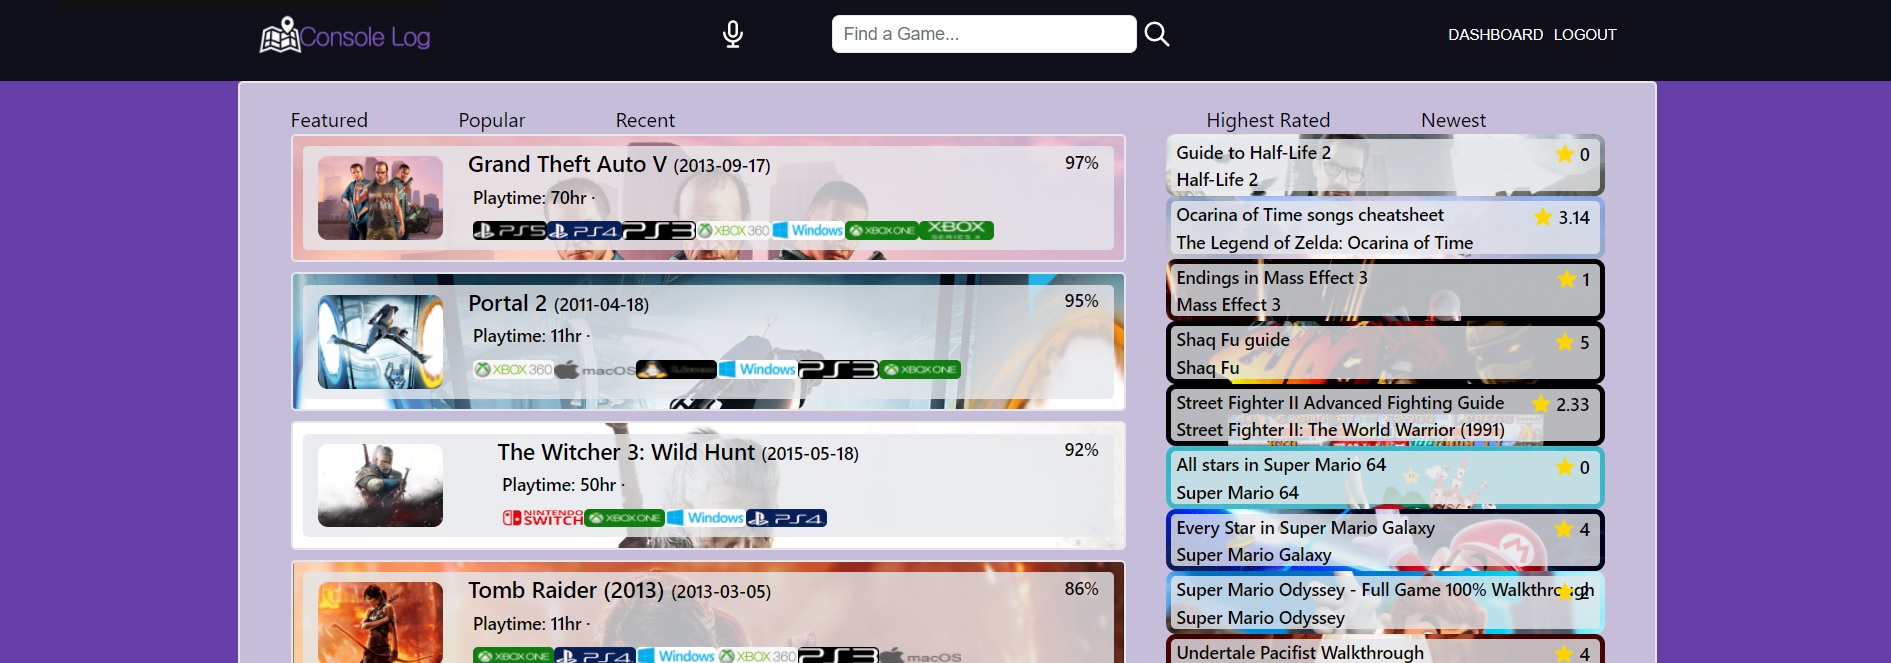 Console Log
Find a Game...
DASHBOARD LOGOUT
Featured Popular Recent
Grand Theft Auto V (2013-09-17) 97%
Playtime: 70hr ·
PS5 PS4 PS3 XBOX 360 Windows XBOX ONE XBOX SERIES X
Portal 2 (2011-04-18) 95%
Playtime: 11hr ·
XBOX 360 macOS Windows PS3 XBOX ONE
The Witcher 3: Wild Hunt (2015-05-18) 92%
Playtime: 50hr ·
NINTENDO SWITCH XBOX ONE Windows PS4
Tomb Raider (2013) (2013-03-05) 86%
Playtime: 11hr ·
XBOX ONE PS4 Windows XBOX 360 PS3 macOS
Highest Rated Newest
Guide to Half-Life 2 0
Half-Life 2
Ocarina of Time songs cheatsheet 3.14
The Legend of Zelda: Ocarina of Time
Endings in Mass Effect 3 1
Mass Effect 3
Shaq Fu guide 5
Shaq Fu
Street Fighter II Advanced Fighting Guide 2.33
Street Fighter II: The World Warrior (1991)
All stars in Super Mario 64 0
Super Mario 64
Every Star in Super Mario Galaxy 4
Super Mario Galaxy
Super Mario Odyssey - Full Game 100% Walkthrough 2
Super Mario Odyssey
Undertale Pacifist Walkthrough 4